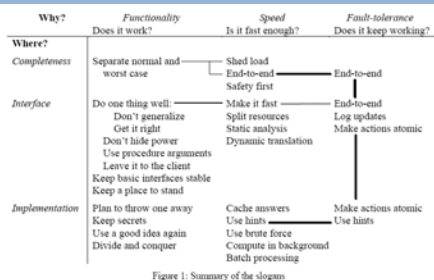 Why? Functionality Speed Fault-tolerance
Does it work? Is it fast enough? Does it keep working?
Where?
Completeness Separate normal and Shed load
worst case End-to-end End-to-end
Safety first
Interface Do one thing well: Make it fast End-to-end
Don't generalize Split resources Log updates
Get it right Static analysis Make actions atomic
Don't hide power Dynamic translation
Use procedure arguments
Leave it to the client
Keep basic interfaces stable
Keep a place to stand
Implementation Plan to throw one away Cache answers Make actions atomic
Keep secrets Use hints Use hints
Use a good idea again Use brute force
Divide and conquer Compute in background
Batch processing
Figure 1: Summary of the slogans